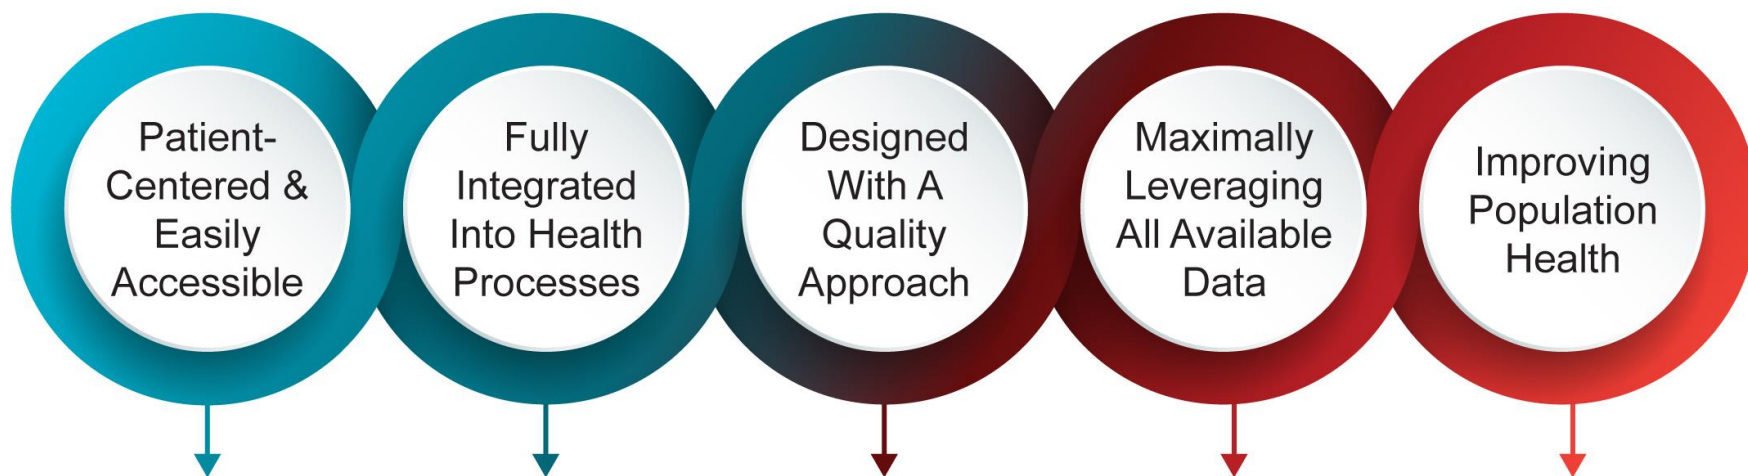 Patient-
Centered &
Easily
Accessible
Fully
Integrated
Into Health
Processes
Designed
With A
Quality
Approach
Maximally
Leveraging
All Available
Data
Improving
Population
Health